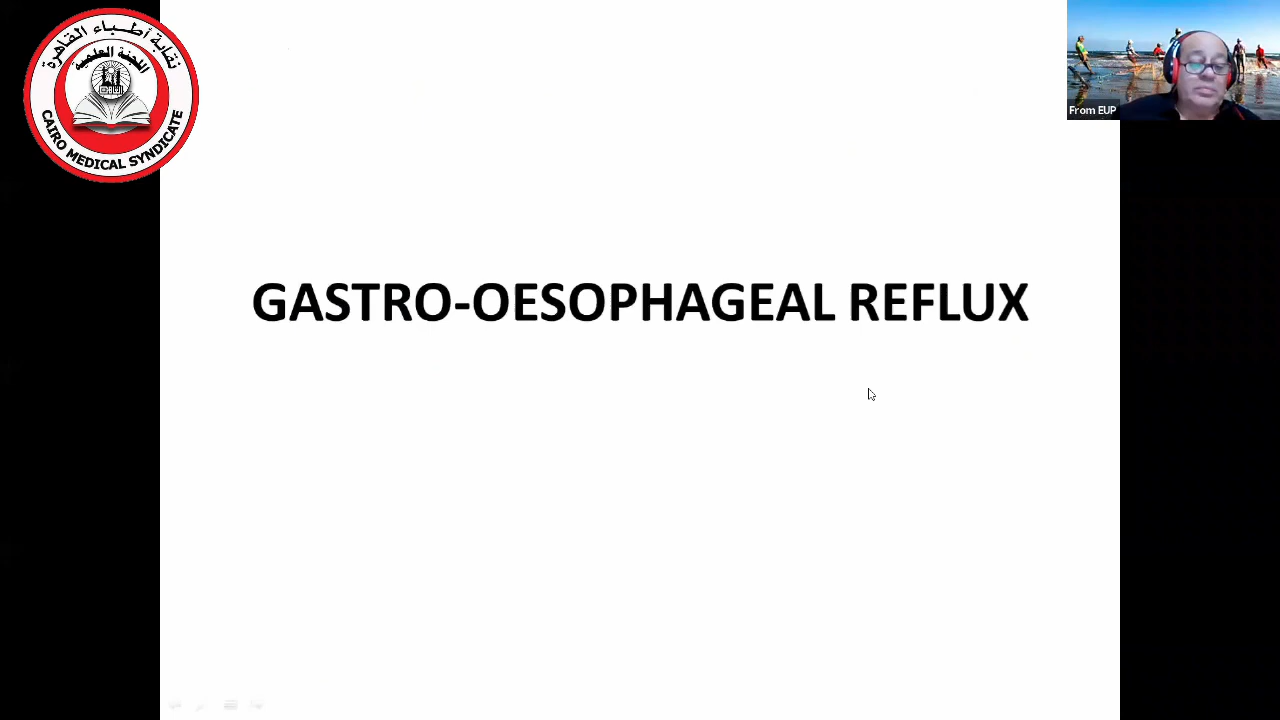 نقابة أطباء القاهرة
اللجنة العلمية
CAIRO MEDICAL SYNDICATE
From EUP
GASTRO-OESOPHAGEAL REFLUX